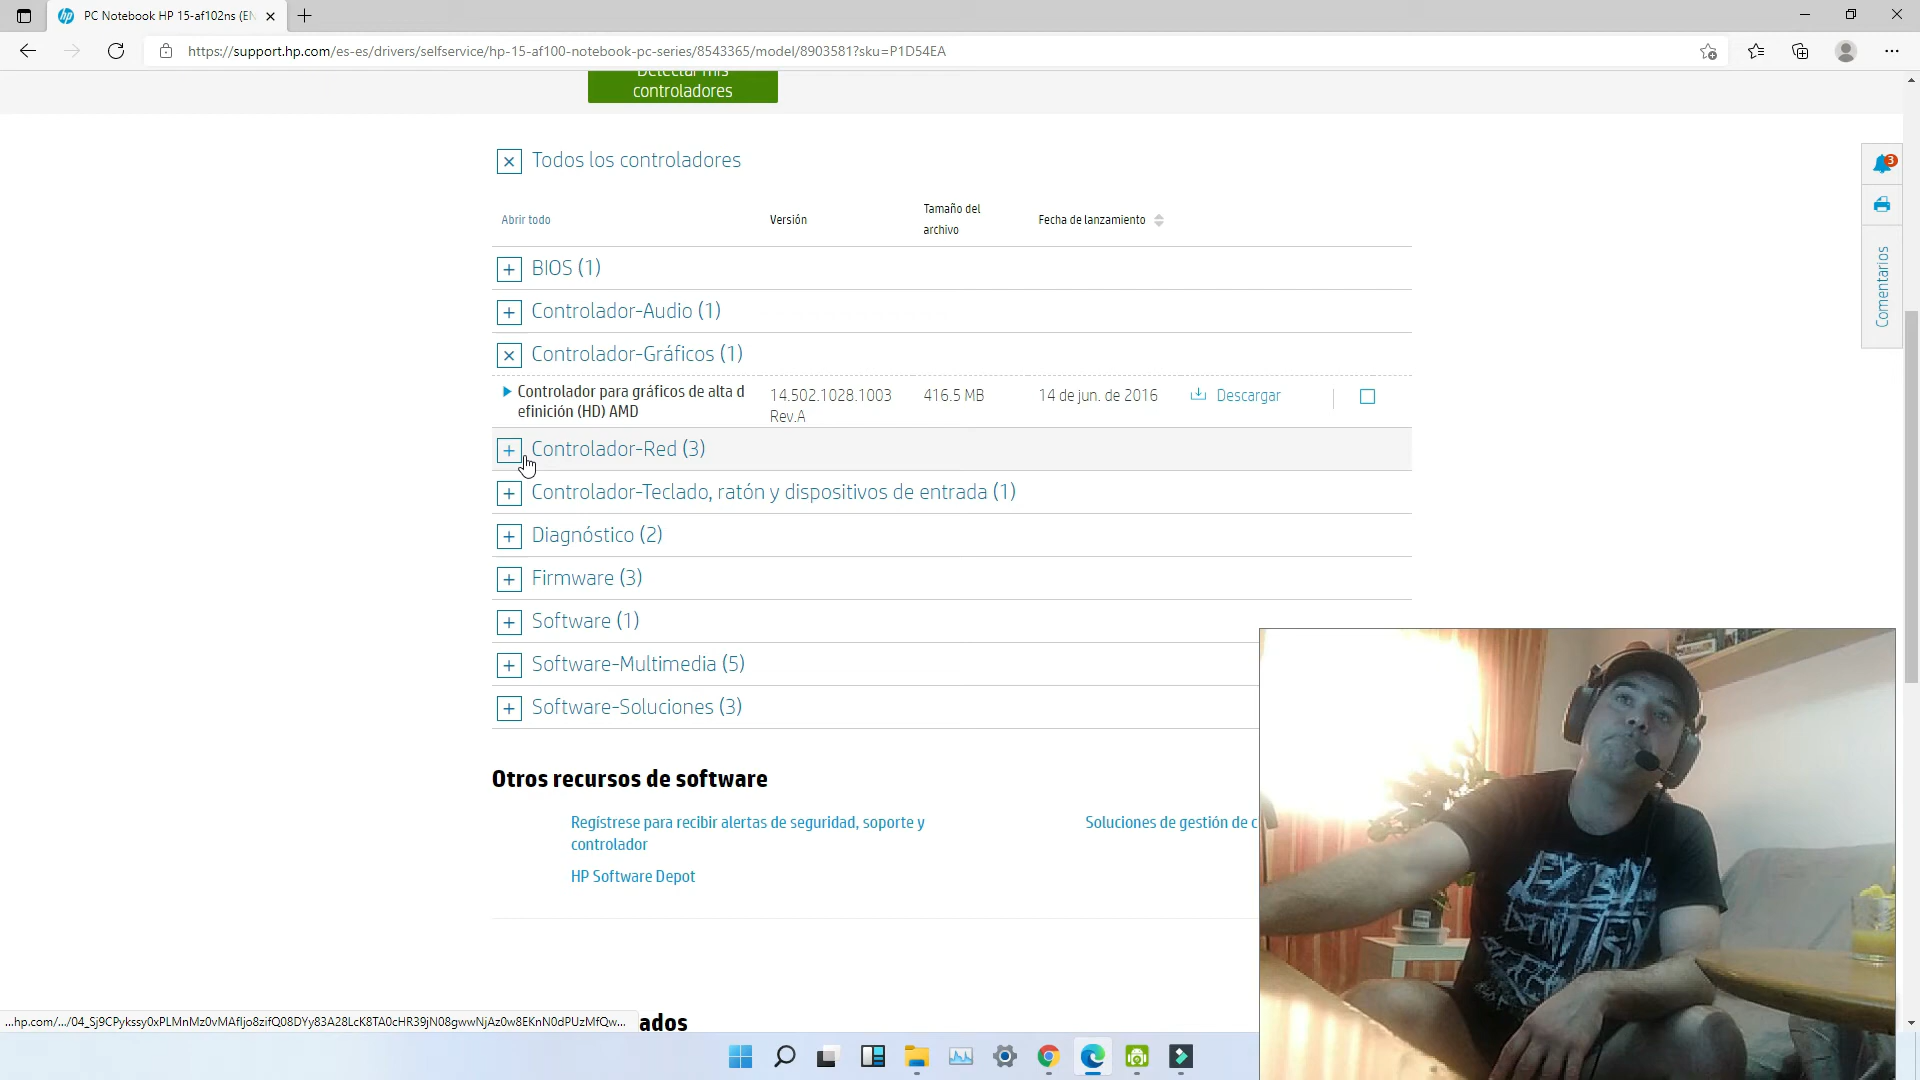 PC Notebook HP 15-af102ns (EN
https://support.hp.com/es-es/drivers/selfservice/hp-15-af100-notebook-pc-series/8543365/model/8903581?sku=P1D54EA
Detectar mis
controladores
Todos los controladores
Abrir todo
Versión
Tamaño del
archivo
Fecha de lanzamiento
BIOS (1)
Controlador-Audio (1)
Controlador-Gráficos (1)
Controlador para gráficos de alta d
efinición (HD) AMD
14.502.1028.1003
Rev.A
416.5 MB
14 de jun. de 2016
Descargar
Controlador-Red (3)
Controlador-Teclado, ratón y dispositivos de entrada (1)
Diagnóstico (2)
Firmware (3)
Software (1)
Software-Multimedia (5)
Software-Soluciones (3)
Otros recursos de software
Regístrese para recibir alertas de seguridad, soporte y
controlador
Soluciones de gestión de c
HP Software Depot
ados
3
Comentarios
hp